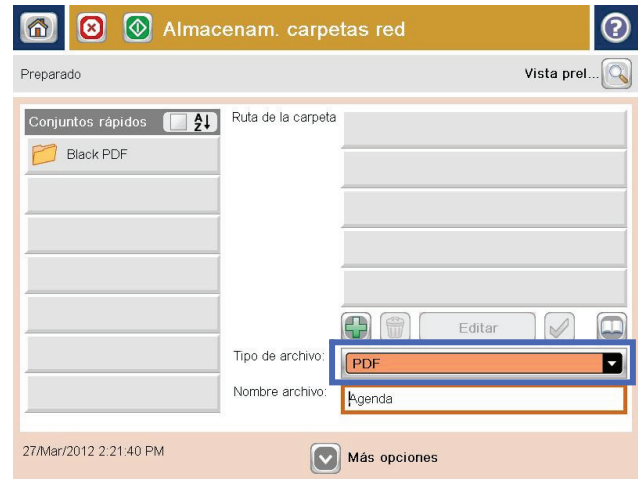 Almacenam. carpetas red
Preparado
Vista prel...
Conjuntos rápidos
AZ
Ruta de la carpeta
Black PDF
Editar
Tipo de archivo:
PDF
Nombre archivo:
Agenda
27/Mar/2012 2:21:40 PM
Más opciones